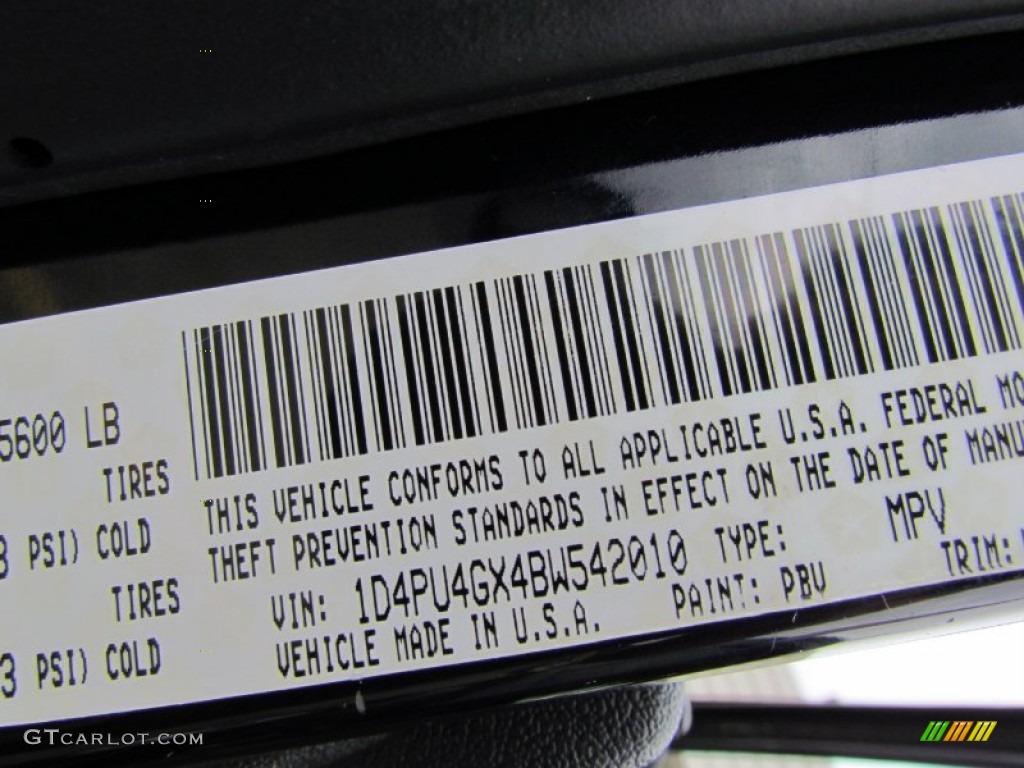 5600 LB
TIRES
PSI) COLD
TIRES
3 PSI) COLD
THIS VEHICLE CONFORMS TO ALL APPLICABLE U.S.A. FEDERAL MO
THEFT PREVENTION STANDARDS IN EFFECT ON THE DATE OF MANU
VIN: 1D4PU4GX4BW542010 TYPE: MPV
VEHICLE MADE IN U.S.A. PAINT: PBV TRIM:
GTCARLOT.COM